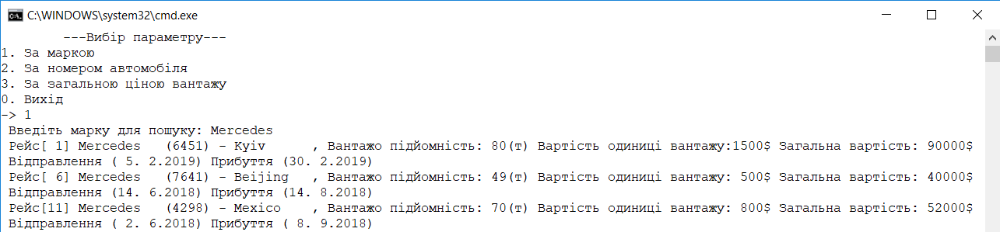 C:\WINDOWS\system32\cmd.exe
---Вибір параметру---
1. За маркою
2. За номером автомобіля
3. За загальною ціною вантажу
0. Вихід
-> 1
Введіть марку для пошуку: Mercedes
Рейс[ 1] Mercedes   (6451) - Kyiv      , Вантажо підйомність: 80(т) Вартість одиниці вантажу:1500$ Загальна вартість: 90000$
Відправлення ( 5. 2.2019) Прибуття (30. 2.2019)
Рейс[ 6] Mercedes   (7641) - Beijing   , Вантажо підйомність: 49(т) Вартість одиниці вантажу: 500$ Загальна вартість: 40000$
Відправлення (14. 6.2018) Прибуття (14. 8.2018)
Рейс[11] Mercedes   (4298) - Mexico    , Вантажо підйомність: 70(т) Вартість одиниці вантажу: 800$ Загальна вартість: 52000$
Відправлення ( 2. 6.2018) Прибуття ( 8. 9.2018)